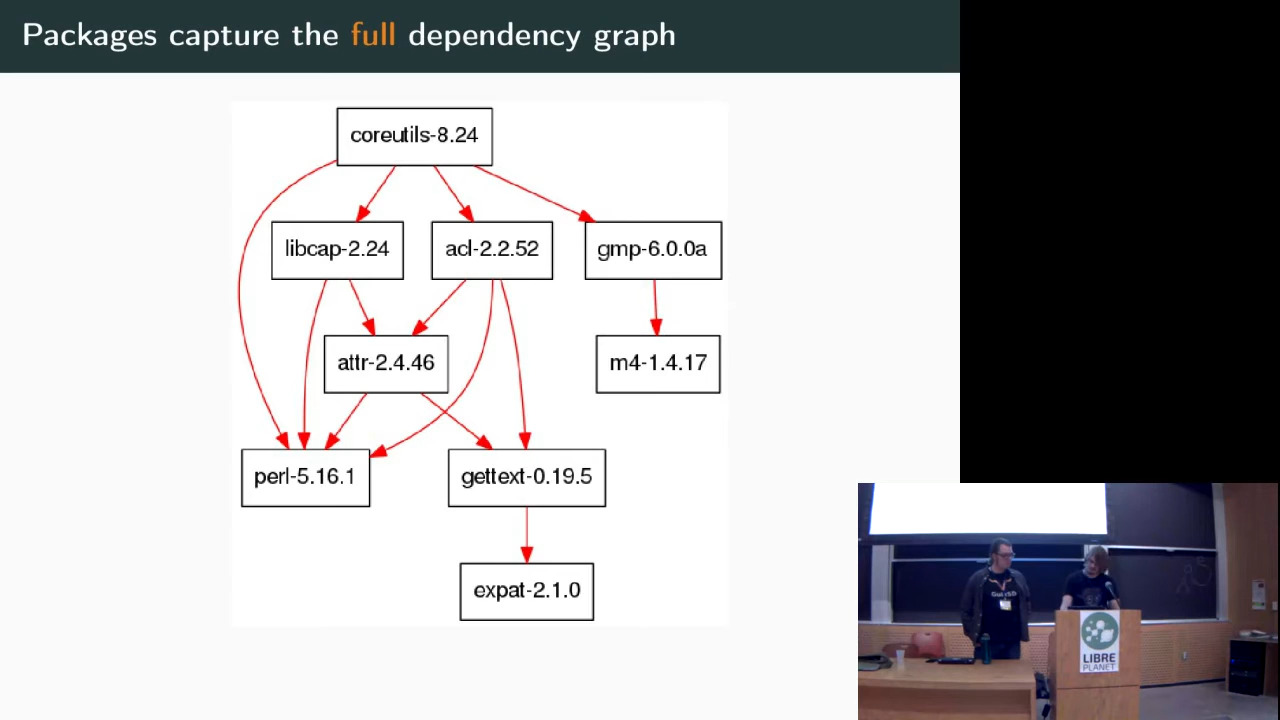 Packages capture the full dependency graph
coreutils-8.24
libcap-2.24
acl-2.2.52
gmp-6.0.0a
attr-2.4.46
m4-1.4.17
perl-5.16.1
gettext-0.19.5
expat-2.1.0
LIBRE
PLANET